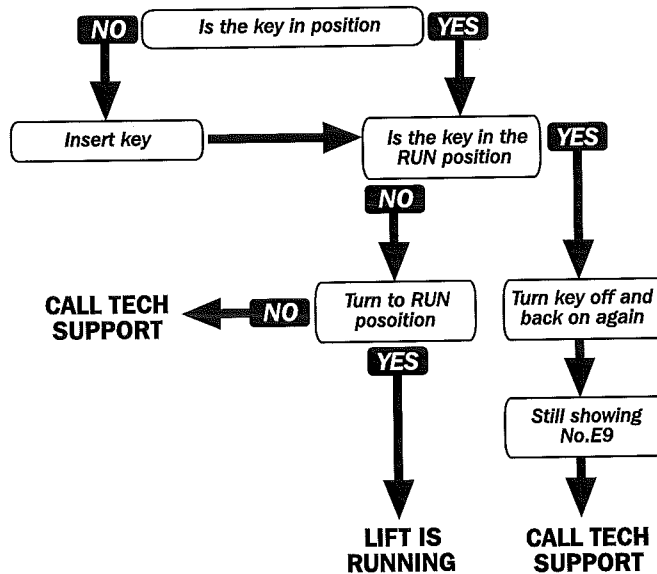 NO
Is the key in position
YES
Insert key
Is the key in the
RUN position
YES
NO
CALL TECH
SUPPORT
NO
Turn to RUN
posoition
Turn key off and
back on again
YES
Still showing
No.E9
LIFT IS
RUNNING
CALL TECH
SUPPORT